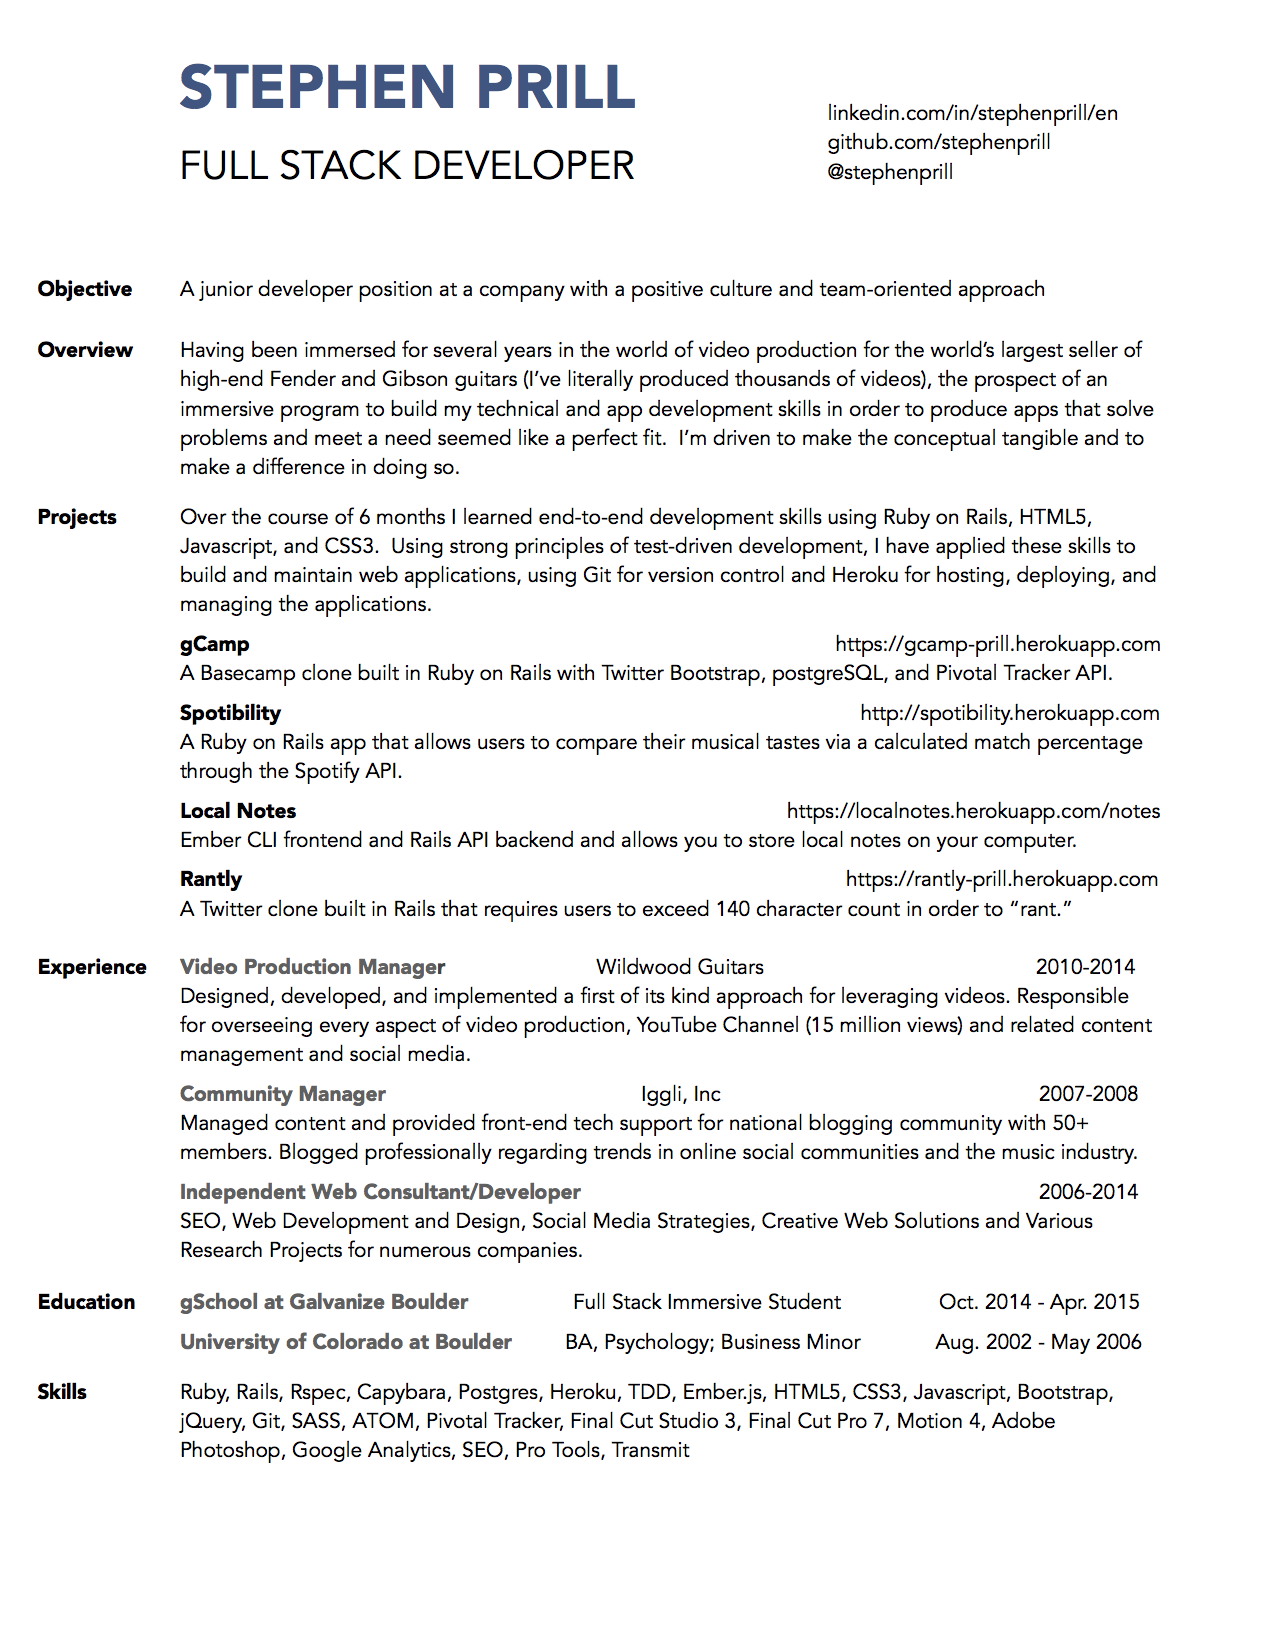 STEPHEN PRILL
FULL STACK DEVELOPER
linkedin.com/in/stephenprill/en
github.com/stephenprill
@stephenprill
Objective A junior developer position at a company with a positive culture and team-oriented approach
Overview Having been immersed for several years in the world of video production for the world’s largest seller of
high-end Fender and Gibson guitars (I’ve literally produced thousands of videos), the prospect of an
immersive program to build my technical and app development skills in order to produce apps that solve
problems and meet a need seemed like a perfect fit.  I’m driven to make the conceptual tangible and to
make a difference in doing so.
Projects Over the course of 6 months I learned end-to-end development skills using Ruby on Rails, HTML5,
Javascript, and CSS3.  Using strong principles of test-driven development, I have applied these skills to
build and maintain web applications, using Git for version control and Heroku for hosting, deploying, and
managing the applications.
gCamp https://gcamp-prill.herokuapp.com
A Basecamp clone built in Ruby on Rails with Twitter Bootstrap, postgreSQL, and Pivotal Tracker API.
Spotibility http://spotibility.herokuapp.com
A Ruby on Rails app that allows users to compare their musical tastes via a calculated match percentage
through the Spotify API.
Local Notes https://localnotes.herokuapp.com/notes
Ember CLI frontend and Rails API backend and allows you to store local notes on your computer.
Rantly https://rantly-prill.herokuapp.com
A Twitter clone built in Rails that requires users to exceed 140 character count in order to “rant.”
Experience Video Production Manager Wildwood Guitars 2010-2014
Designed, developed, and implemented a first of its kind approach for leveraging videos. Responsible
for overseeing every aspect of video production, YouTube Channel (15 million views) and related content
management and social media.
Community Manager Iggli, Inc 2007-2008
Managed content and provided front-end tech support for national blogging community with 50+
members. Blogged professionally regarding trends in online social communities and the music industry.
Independent Web Consultant/Developer 2006-2014
SEO, Web Development and Design, Social Media Strategies, Creative Web Solutions and Various
Research Projects for numerous companies.
Education gSchool at Galvanize Boulder Full Stack Immersive Student Oct. 2014 - Apr. 2015
University of Colorado at Boulder BA, Psychology; Business Minor Aug. 2002 - May 2006
Skills Ruby, Rails, Rspec, Capybara, Postgres, Heroku, TDD, Ember.js, HTML5, CSS3, Javascript, Bootstrap,
jQuery, Git, SASS, ATOM, Pivotal Tracker, Final Cut Studio 3, Final Cut Pro 7, Motion 4, Adobe
Photoshop, Google Analytics, SEO, Pro Tools, Transmit